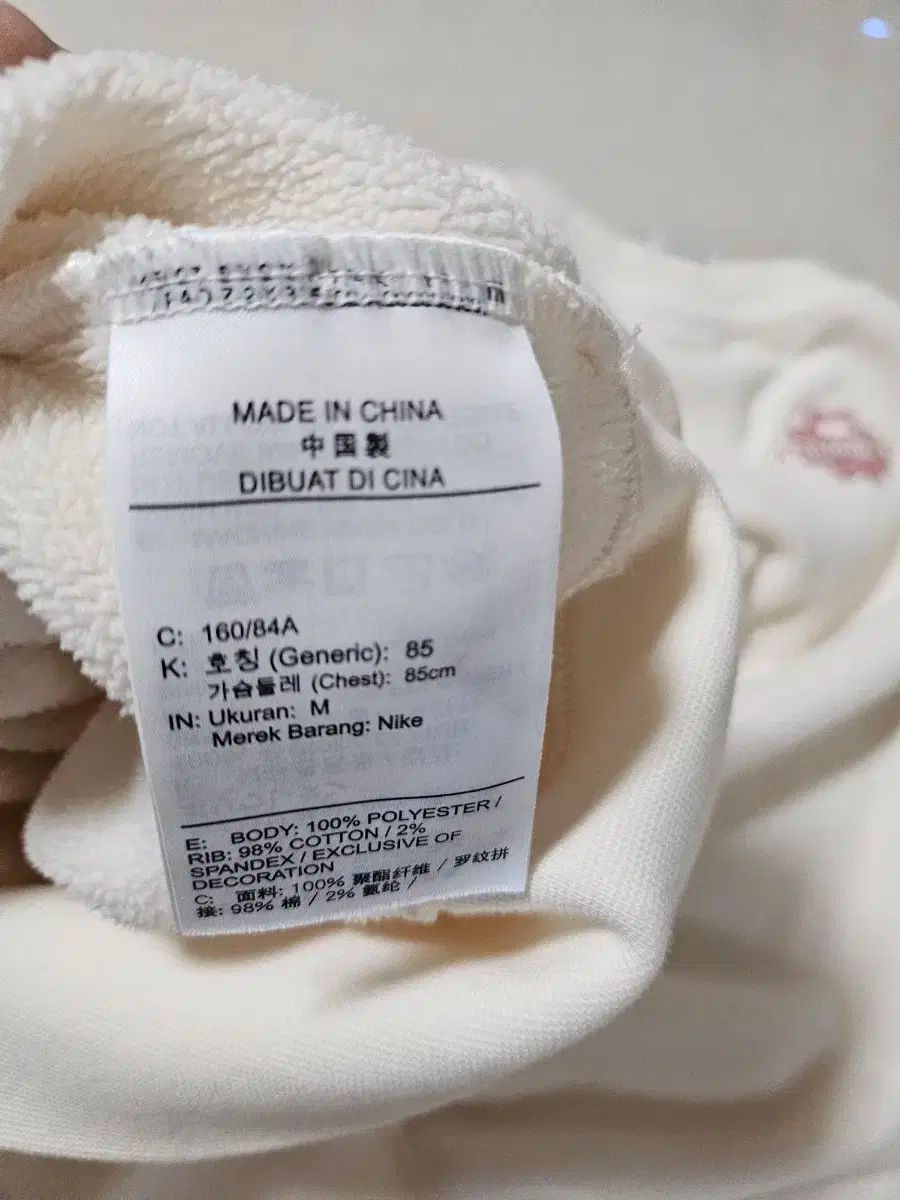 MADE IN CHINA
中国製
DIBUAT DI CINA
C: 160/84A
K: 호칭 (Generic): 85
가슴둘레 (Chest): 85cm
IN: Ukuran: M
Merek Barang: Nike
E: BODY: 100% POLYESTER /
RIB: 98% COTTON / 2%
SPANDEX / EXCLUSIVE OF
DECORATION
C: 面料: 100% 聚酯纤维 / 罗纹拼
接: 98% 棉 / 2% 氨纶 /